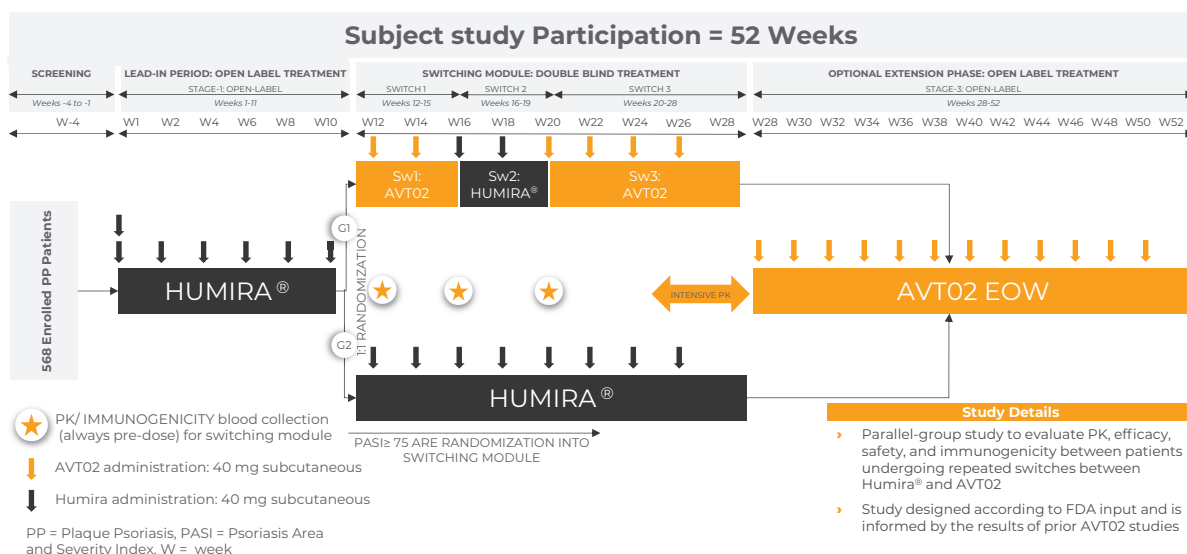 Subject study Participation = 52 Weeks
SCREENING
LEAD-IN PERIOD: OPEN LABEL TREATMENT
SWITCHING MODULE: DOUBLE BLIND TREATMENT
OPTIONAL EXTENSION PHASE: OPEN LABEL TREATMENT
STAGE-1: OPEN-LABEL
SWITCH 1
SWITCH 2
SWITCH 3
STAGE-3: OPEN-LABEL
Weeks -4 to -1
Weeks 1-11
Weeks 12-15
Weeks 16-19
Weeks 20-28
Weeks 28-52
W-4
W1 W2 W4 W6 W8 W10
W12 W14 W16 W18 W20 W22 W24 W26 W28
W28 W30 W32 W34 W36 W38 W40 W42 W44 W46 W48 W50 W52
Sw1:
AVT02
Sw2:
HUMIRA®
Sw3:
AVT02
568 Enrolled PP Patients
HUMIRA ®
G1
1:1 RANDOMIZATION
G2
INTENSIVE PK
AVT02 EOW
HUMIRA ®
PASI≥ 75 ARE RANDOMIZATION INTO
SWITCHING MODULE
PK/ IMMUNOGENICITY blood collection
(always pre-dose) for switching module
AVT02 administration: 40 mg subcutaneous
Humira administration: 40 mg subcutaneous
PP = Plaque Psoriasis, PASI = Psoriasis Area
and Severity Index. W = week
Study Details
› Parallel-group study to evaluate PK, efficacy,
safety, and immunogenicity between patients
undergoing repeated switches between
Humira® and AVT02
› Study designed according to FDA input and is
informed by the results of prior AVT02 studies